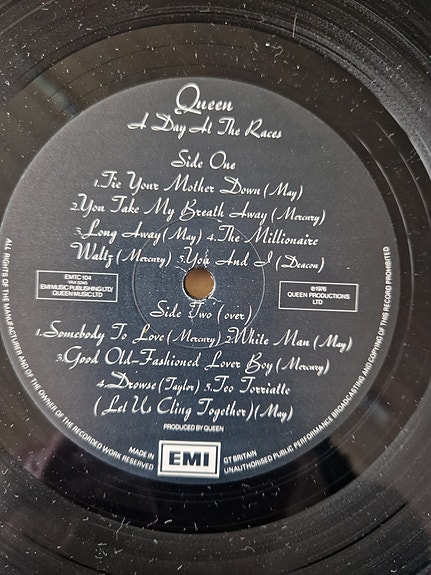 Queen
A Day At The Races
Side One
1.Tie Your Mother Down (May)
2.You Take My Breath Away (Mercury)
3.Long Away (May) 4.The Millionaire
Waltz (Mercury) 5.You And I (Deacon)
EMTC 104
YAX 5245
EMI MUSIC PUBLISHING LTD/
QUEEN MUSIC LTD
℗1976
QUEEN PRODUCTIONS
LTD
Side Two (over)
1.Somebody To Love (Mercury) 2.White Man (May)
3.Good Old-Fashioned Lover Boy (Mercury)
4.Drowse (Taylor) 5.Teo Torriatte
(Let Us Cling Together) (May)
PRODUCED BY QUEEN
MADE IN
EMI
GT BRITAIN
ALL RIGHTS OF THE MANUFACTURER AND OF THE OWNER OF THE RECORDED WORK RESERVED
UNAUTHORISED PUBLIC PERFORMANCE BROADCASTING AND COPYING OF THIS RECORD PROHIBITED